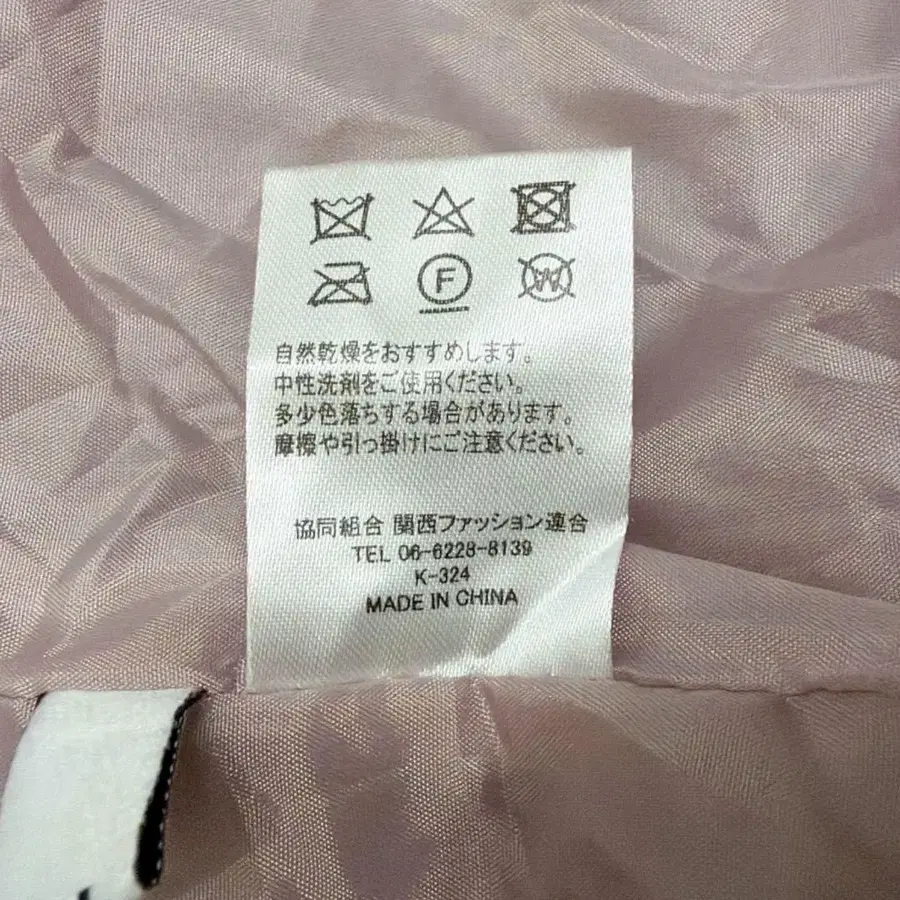 F W
自然乾燥をおすすめします。
中性洗剤をご使用ください。
多少色落ちする場合があります。
摩擦や引っ掛けにご注意ください。
協同組合 関西ファッション連合
TEL 06-6228-8139
K-324
MADE IN CHINA